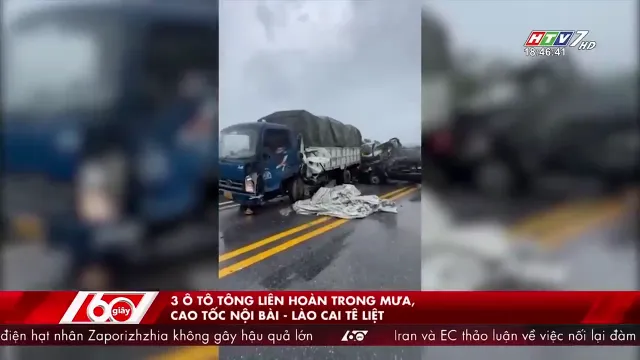 HTV7 HD
18:46:41
60 giây
3 Ô TÔ TÔNG LIÊN HOÀN TRONG MƯA,
CAO TỐC NỘI BÀI - LÀO CAI TÊ LIỆT
điện hạt nhân Zaporizhzhia không gây hậu quả lớn Iran và EC thảo luận về việc nối lại đàm